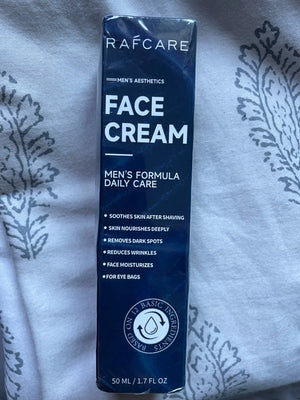 RAFCARE
MEN'S AESTHETICS
FACE
CREAM
MEN'S FORMULA
DAILY CARE
• SOOTHES SKIN AFTER SHAVING
• SKIN NOURISHES DEEPLY
• REMOVES DARK SPOTS
• REDUCES WRINKLES
• FACE MOISTURIZES
• FOR EYE BAGS
BASED ON 12 BASIC INGREDIENTS
50 ML / 1.7 FL OZ